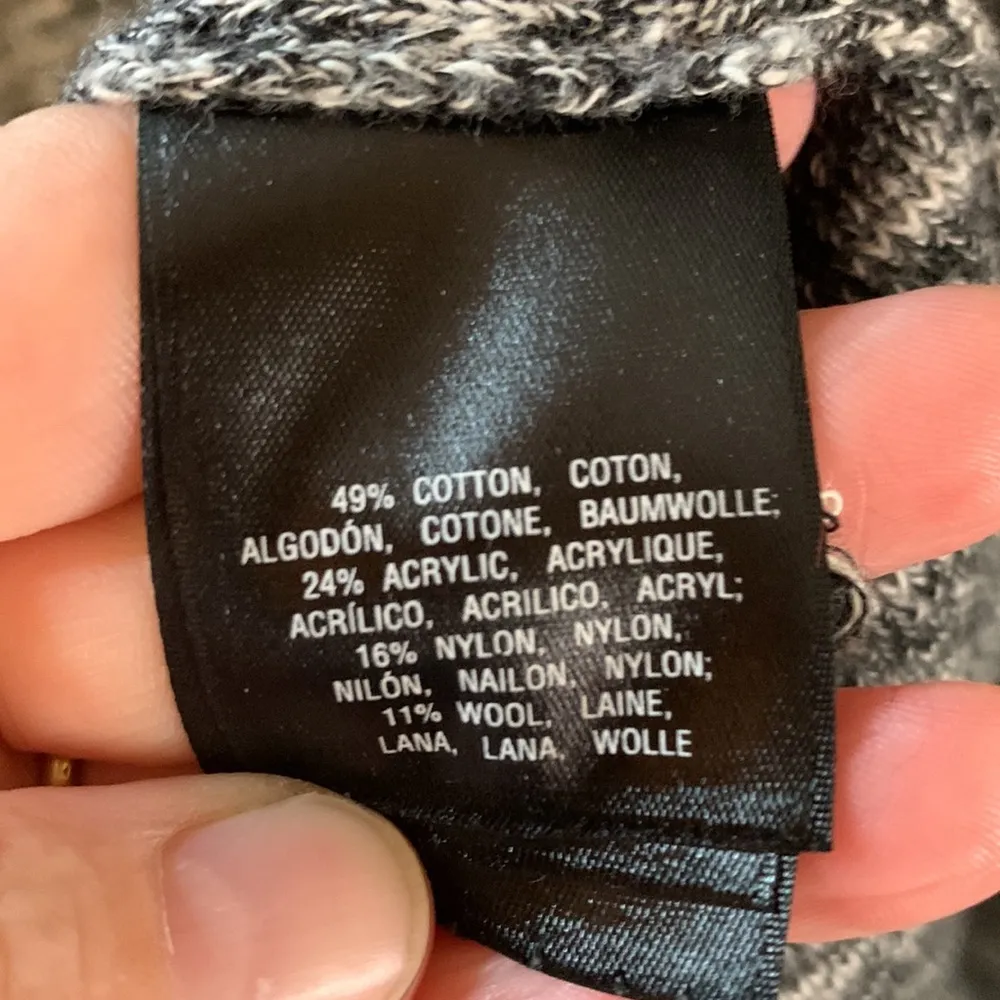 49% COTTON, COTON,
ALGODÓN, COTONE, BAUMWOLLE;
24% ACRYLIC, ACRYLIQUE,
ACRÍLICO, ACRILICO, ACRYL;
16% NYLON, NYLON,
NILÓN, NAILON, NYLON;
11% WOOL, LAINE,
LANA, LANA, WOLLE